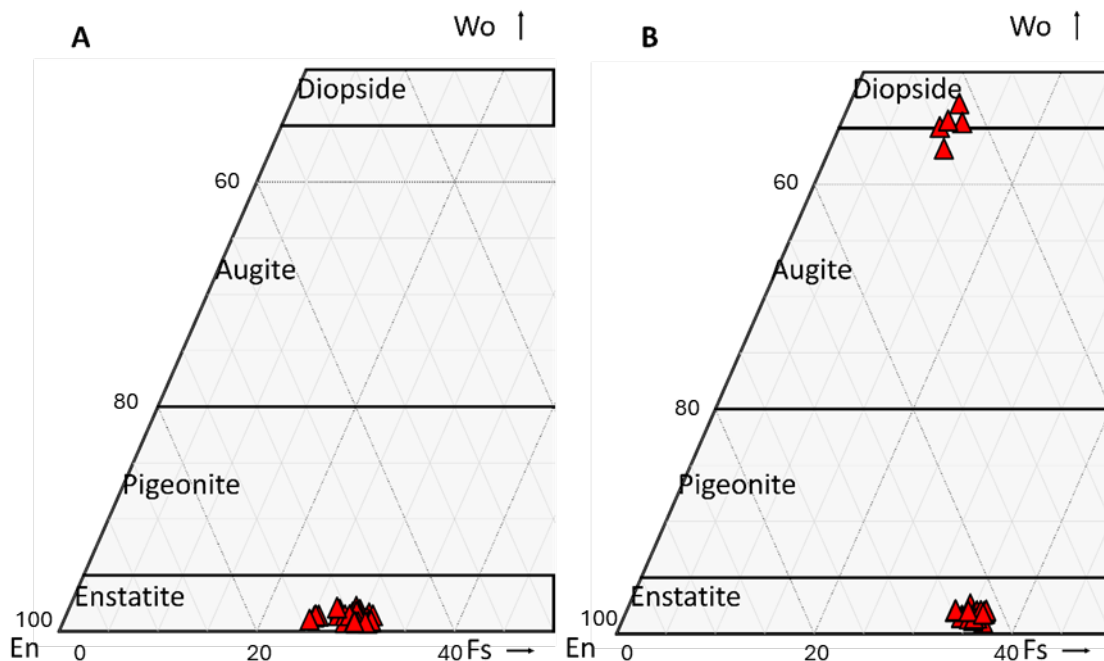 A
Wo ↑
Diopside
60
Augite
80
Pigeonite
Enstatite
100
En 0 20 40 Fs →
B
Wo ↑
Diopside
60
Augite
80
Pigeonite
Enstatite
100
En 0 20 40 Fs →